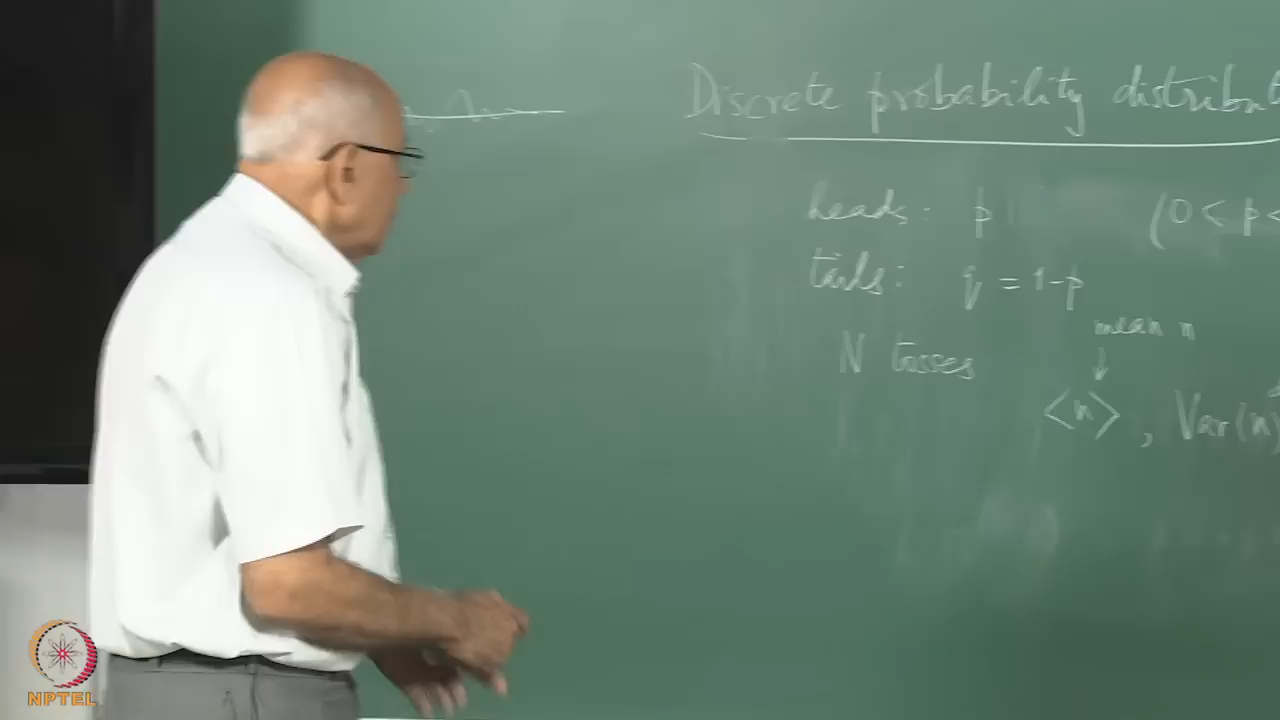 Discrete probability distribut
heads: p (0 < p <
tails: q = 1-p
mean n
↓
N tosses
<n>, Var(n)
NPTEL